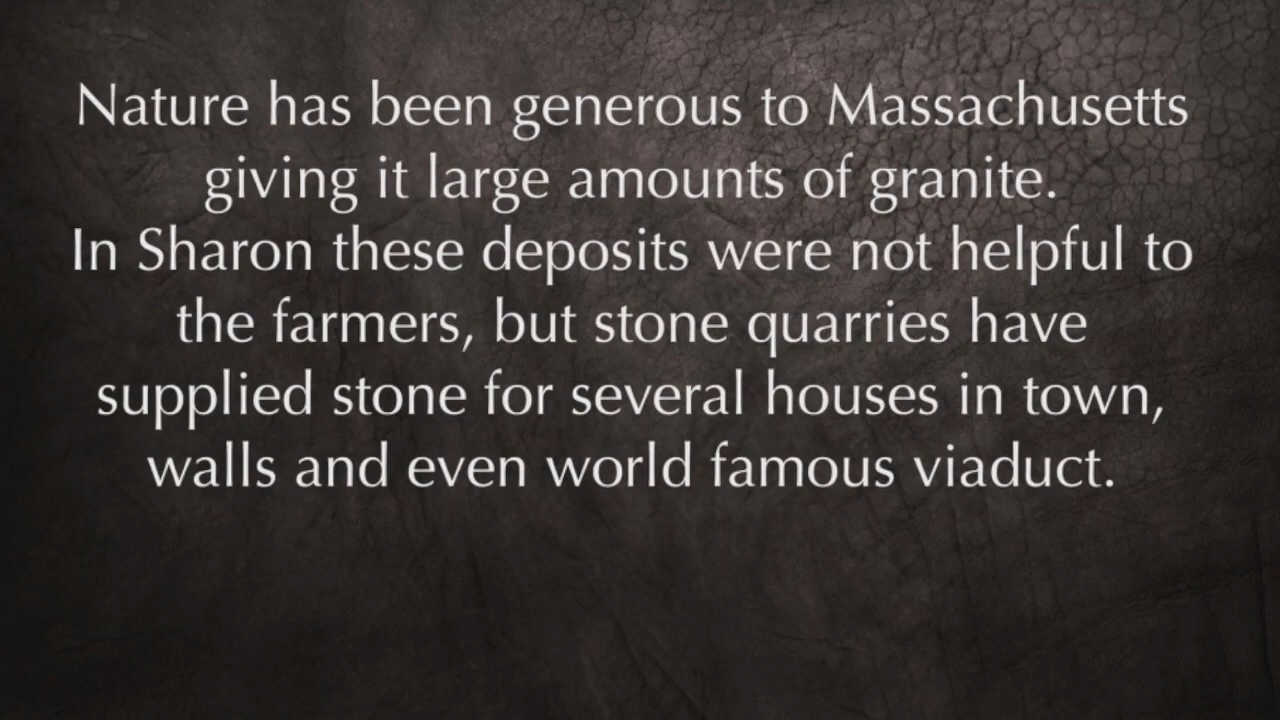 Nature has been generous to Massachusetts
giving it large amounts of granite.
In Sharon these deposits were not helpful to
the farmers, but stone quarries have
supplied stone for several houses in town,
walls and even world famous viaduct.